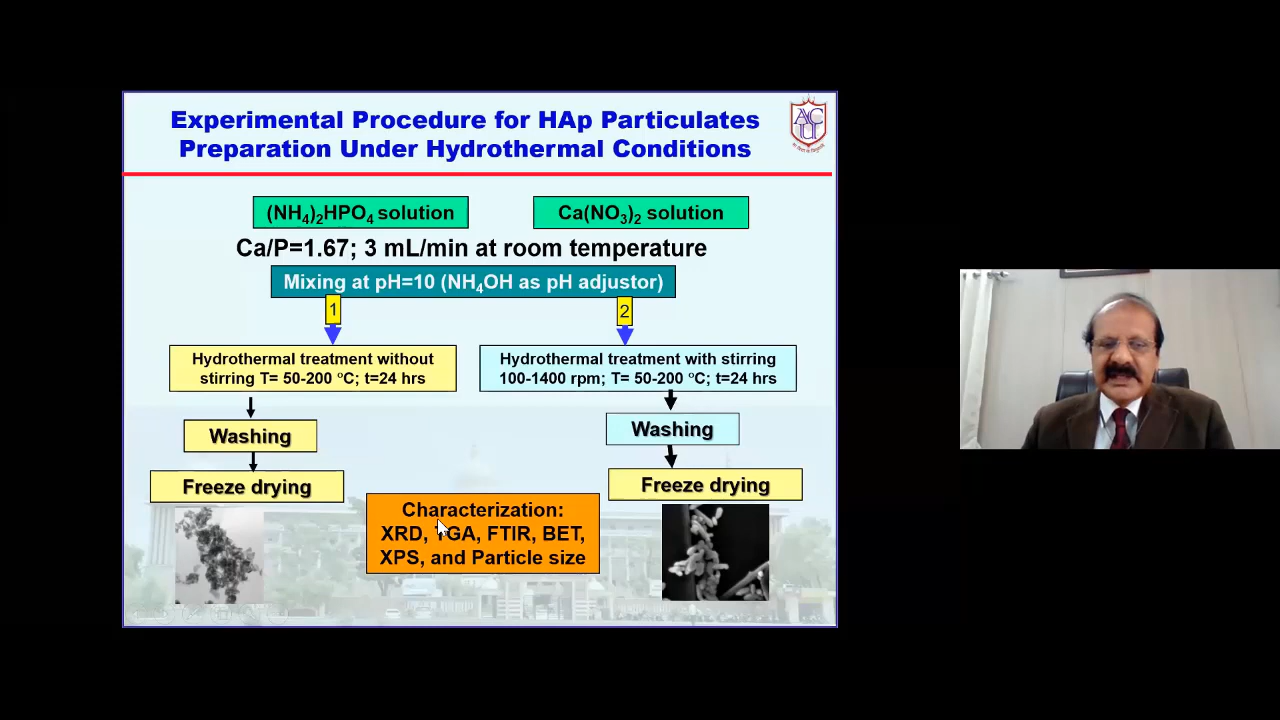 Experimental Procedure for HAp Particulates
Preparation Under Hydrothermal Conditions
ACU
(NH₄)₂HPO₄ solution
Ca(NO₃)₂ solution
Ca/P=1.67; 3 mL/min at room temperature
Mixing at pH=10 (NH₄OH as pH adjustor)
1
2
Hydrothermal treatment without
stirring T= 50-200 °C; t=24 hrs
Hydrothermal treatment with stirring
100-1400 rpm; T= 50-200 °C; t=24 hrs
Washing
Washing
Freeze drying
Freeze drying
Characterization:
XRD, TGA, FTIR, BET,
XPS, and Particle size